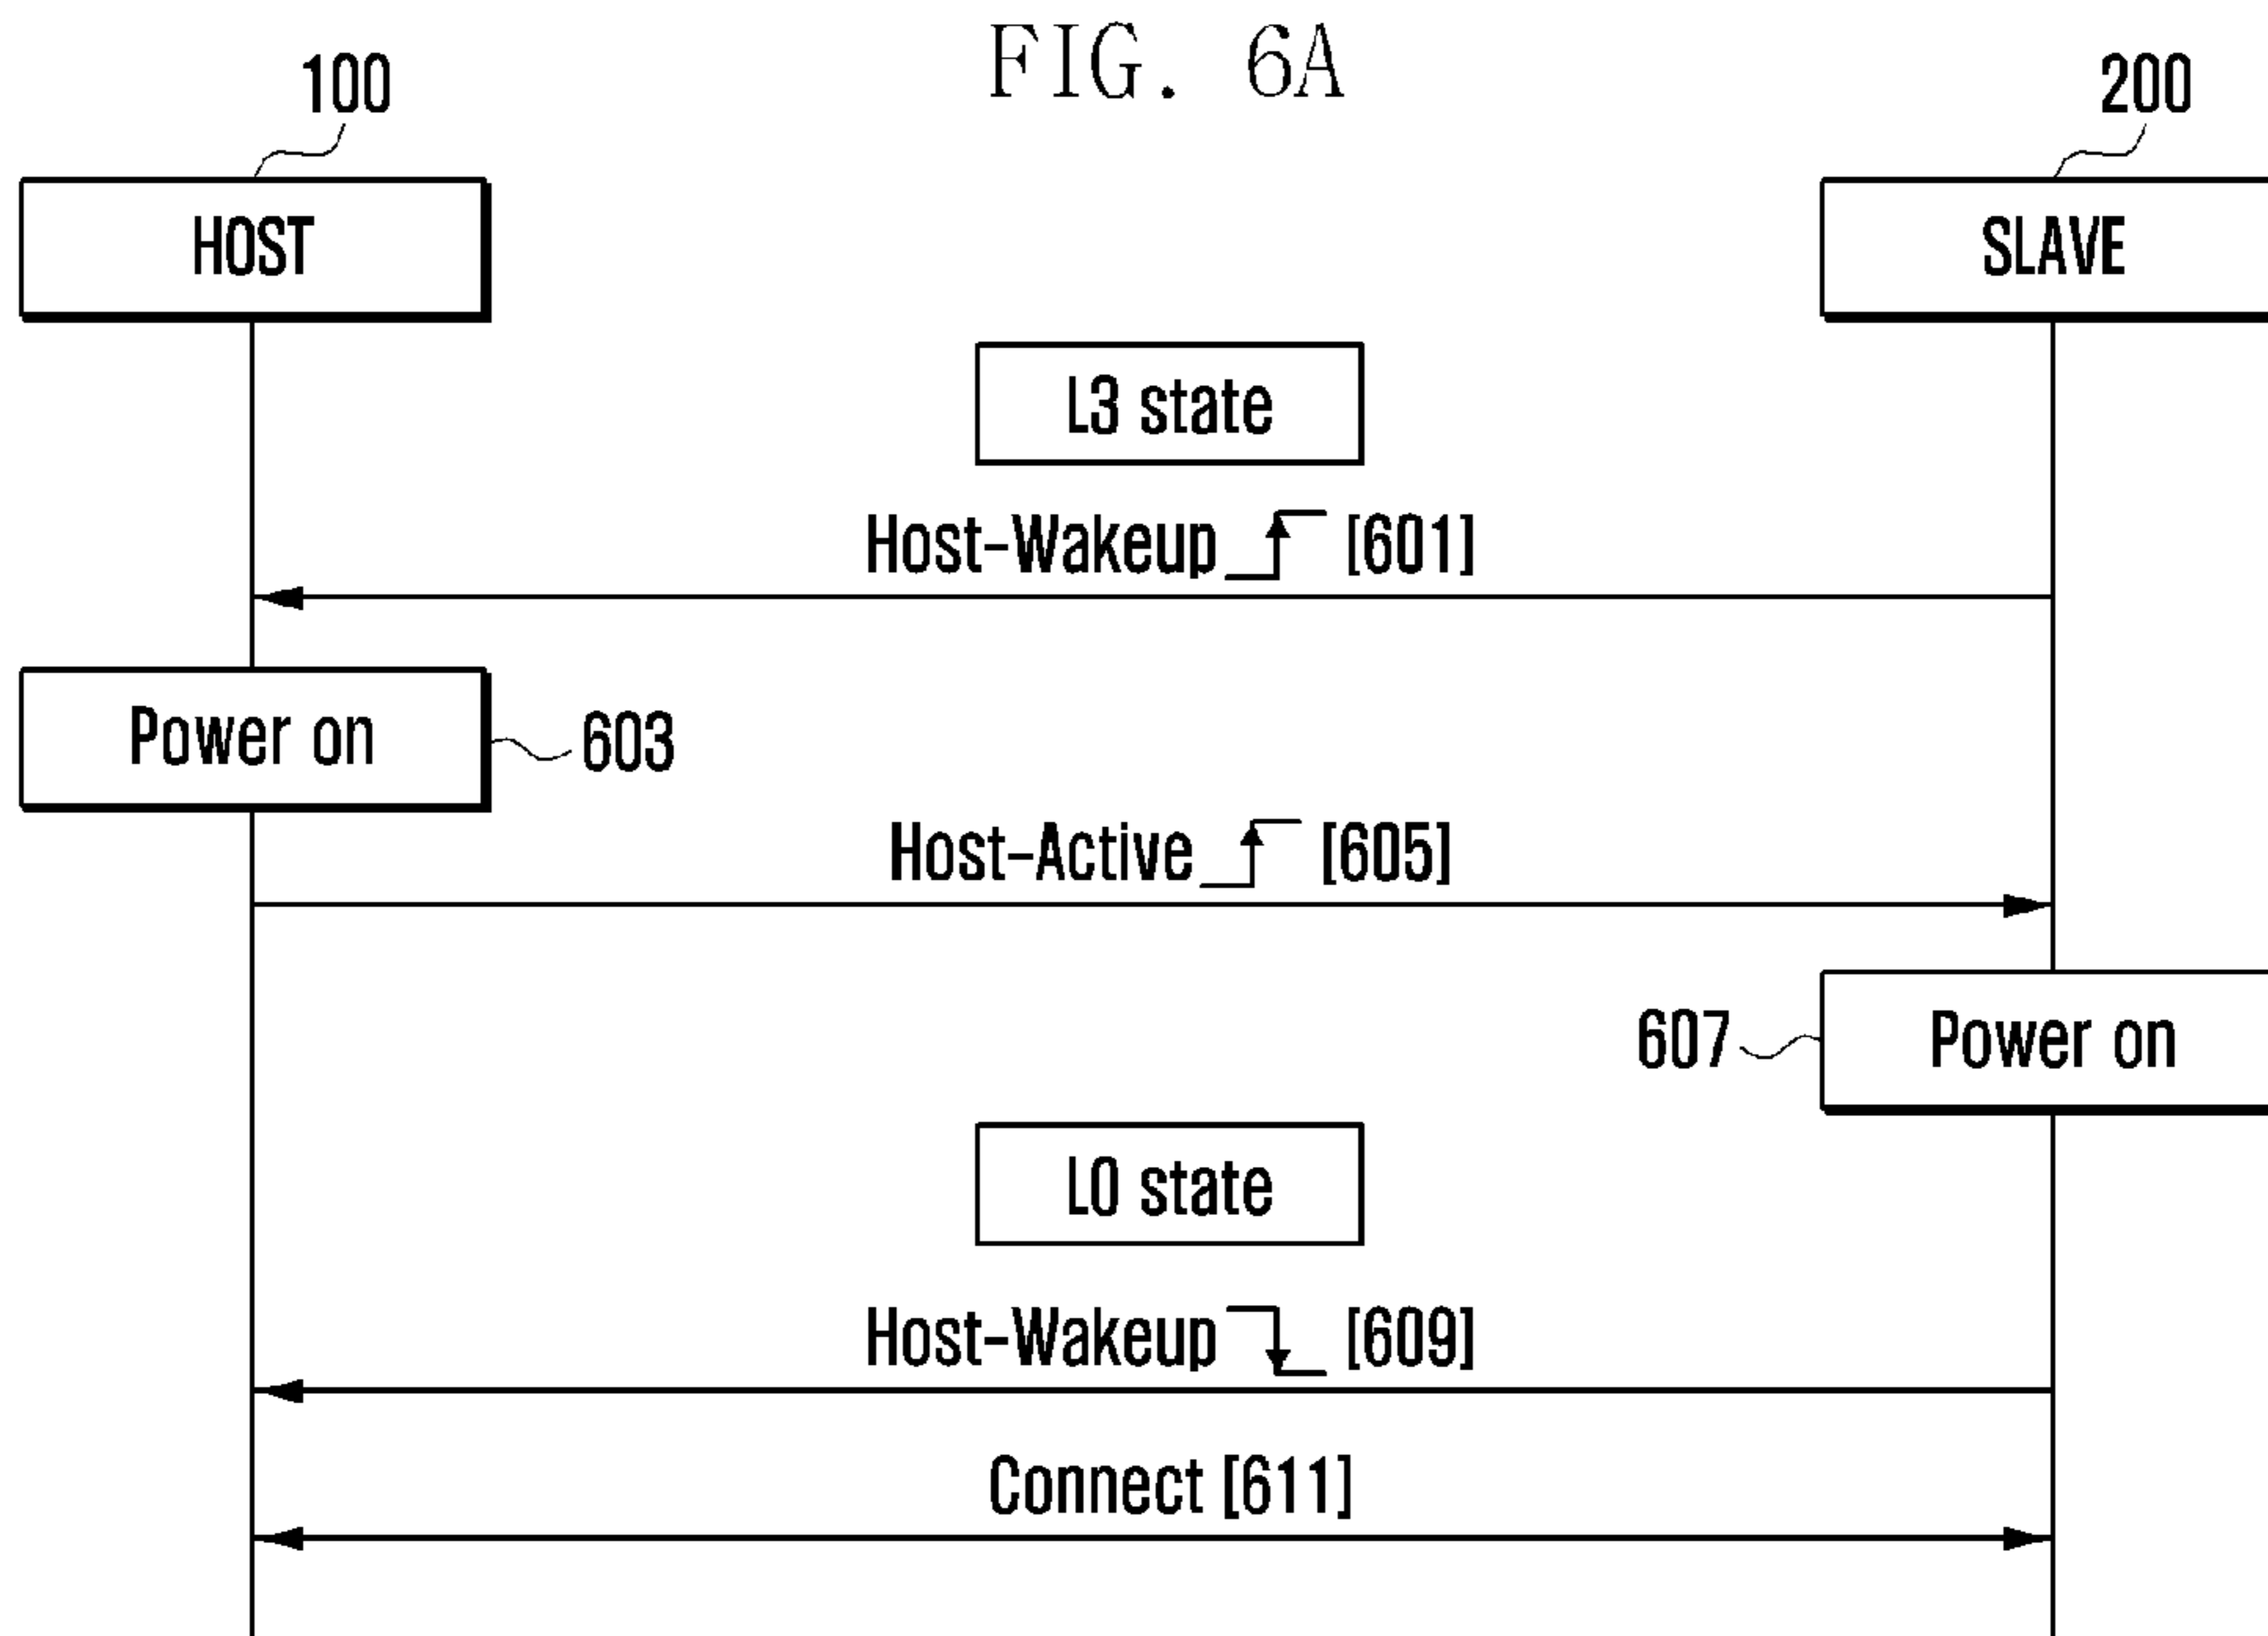 FIG. 6A
100
200
HOST
SLAVE
L3 state
Host-Wakeup [601]
Power on
603
Host-Active [605]
607
Power on
L0 state
Host-Wakeup [609]
Connect [611]